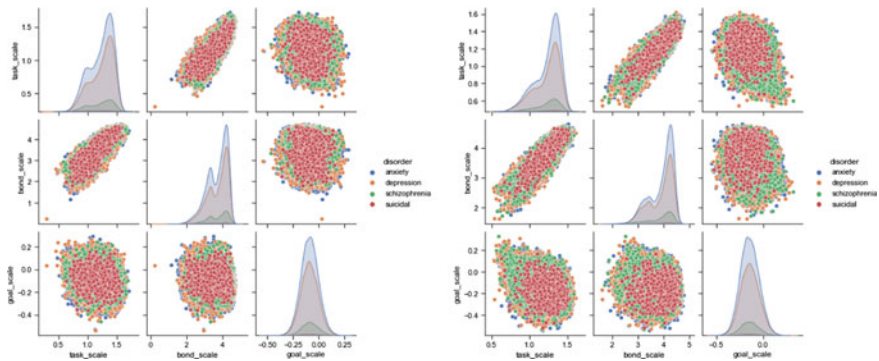 task_scale
1.5
1.0
0.5
bond_scale
4
3
2
1
goal_scale
0.2
0.0
-0.2
-0.4
0.5 1.0 1.5
task_scale
0 2 4
bond_scale
-0.50 -0.25 0.00 0.25
goal_scale
disorder
anxiety
depression
schizophrenia
suicidal
task_scale
1.6
1.4
1.2
1.0
0.8
0.6
bond_scale
4
3
2
goal_scale
0.2
0.0
-0.2
-0.4
0.5 1.0 1.5
task_scale
2 3 4 5
bond_scale
-0.5 0.0
goal_scale
disorder
anxiety
depression
schizophrenia
suicidal